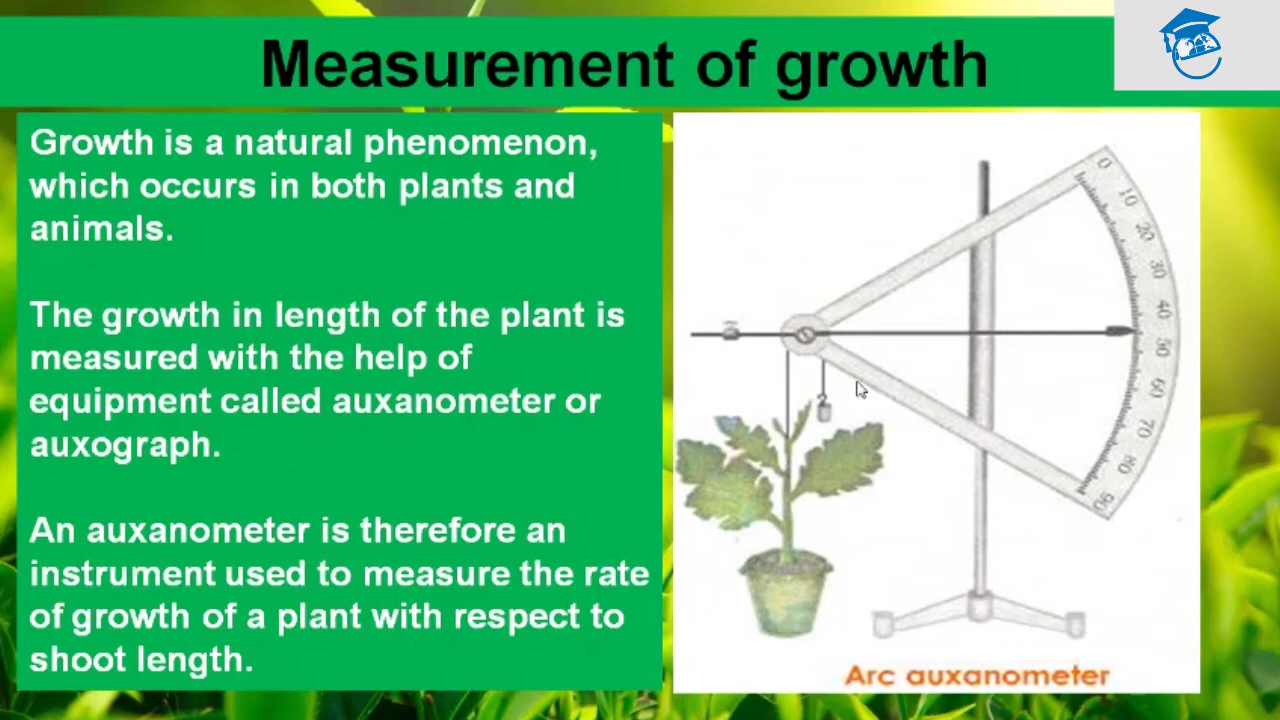 Measurement of growth
Growth is a natural phenomenon,
which occurs in both plants and
animals.
The growth in length of the plant is
measured with the help of
equipment called auxanometer or
auxograph.
An auxanometer is therefore an
instrument used to measure the rate
of growth of a plant with respect to
shoot length.
0
10
20
30
40
50
60
70
80
90
Arc auxanometer